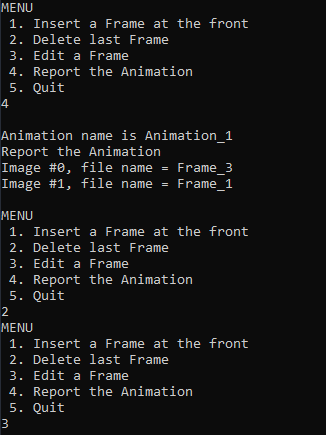 MENU
1. Insert a Frame at the front
2. Delete last Frame
3. Edit a Frame
4. Report the Animation
5. Quit
4
Animation name is Animation_1
Report the Animation
Image #0, file name = Frame_3
Image #1, file name = Frame_1
MENU
1. Insert a Frame at the front
2. Delete last Frame
3. Edit a Frame
4. Report the Animation
5. Quit
2
MENU
1. Insert a Frame at the front
2. Delete last Frame
3. Edit a Frame
4. Report the Animation
5. Quit
3